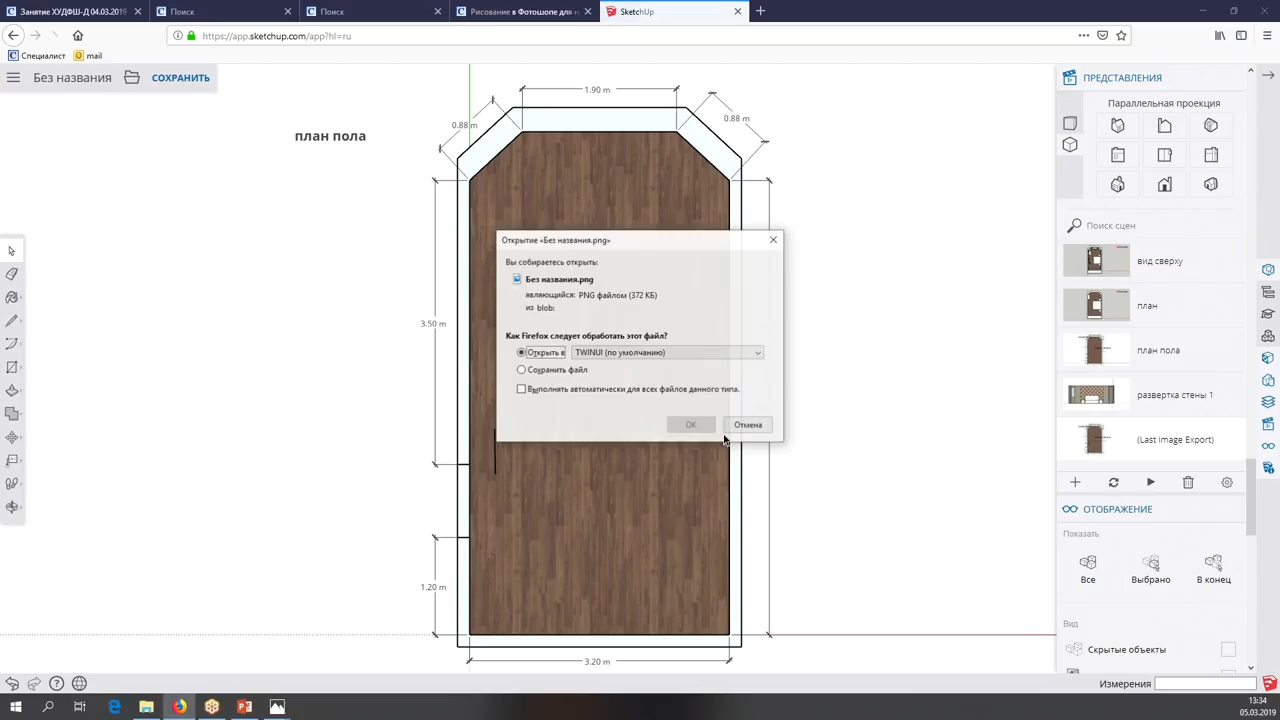 Занятие ХУДФШ-Д 04.03.2019
Поиск
Поиск
Рисование в Фотошопе для н
SketchUp
https://app.sketchup.com/app?hl=ru
Специалист
mail
Без названия
СОХРАНИТЬ
план пола
1.90 m
0.88 m
0.88 m
3.50 m
1.20 m
3.20 m
Открытие «Без названия.png»
Вы собираетесь открыть:
Без названия.png
являющийся: PNG файлом (372 КБ)
из blob:
Как Firefox следует обработать этот файл?
Открыть в
TWINUI (по умолчанию)
Сохранить файл
Выполнять автоматически для всех файлов данного типа.
OK
Отмена
ПРЕДСТАВЛЕНИЯ
Параллельная проекция
Поиск сцен
вид сверху
план
план пола
развертка стены 1
(Last Image Export)
ОТОБРАЖЕНИЕ
Показать
Все
Выбрано
В конец
Вид
Скрытые объекты
Измерения
13:34
05.03.2019